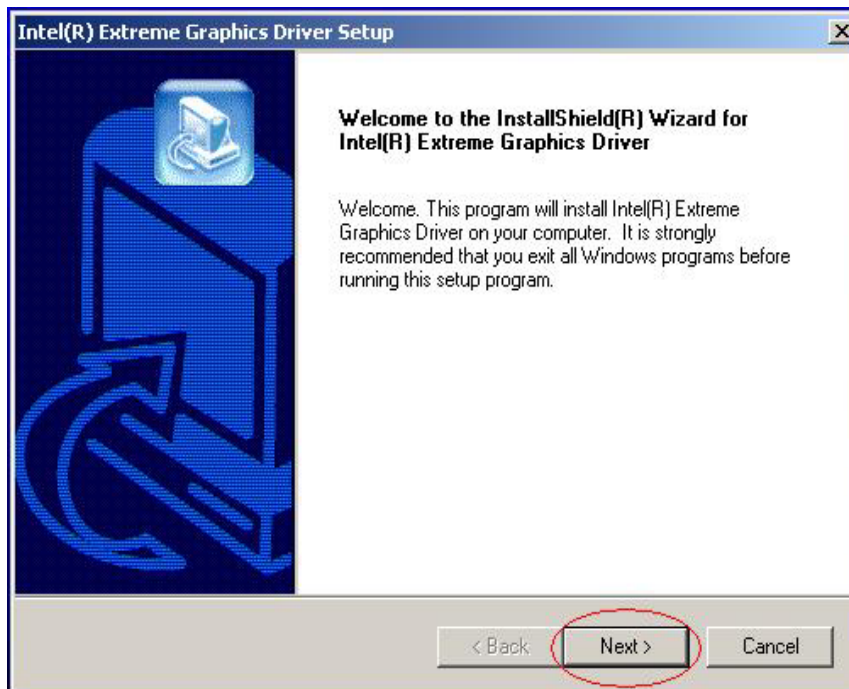 Intel(R) Extreme Graphics Driver Setup
Welcome to the InstallShield(R) Wizard for
Intel(R) Extreme Graphics Driver
Welcome. This program will install Intel(R) Extreme
Graphics Driver on your computer. It is strongly
recommended that you exit all Windows programs before
running this setup program.
< Back Next > Cancel